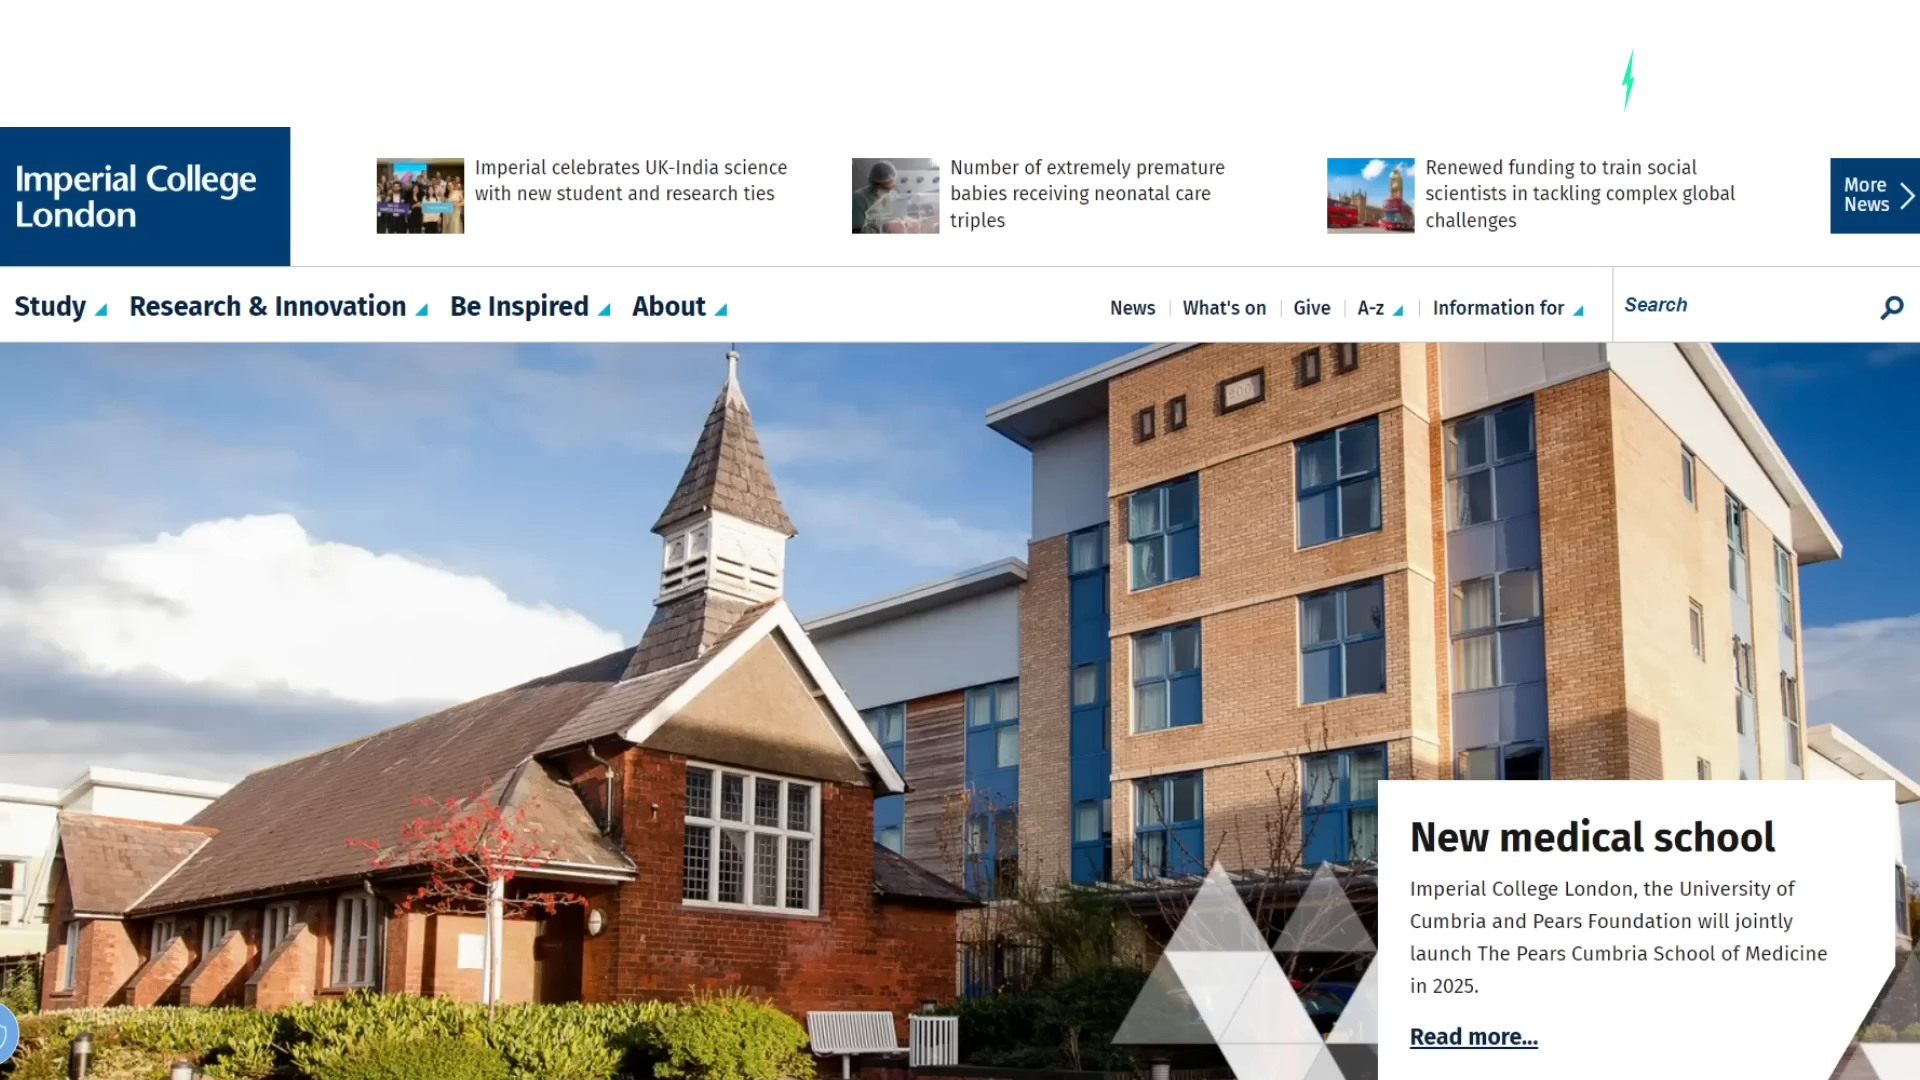 Imperial College
London
Imperial celebrates UK-India science
with new student and research ties
Number of extremely premature
babies receiving neonatal care
triples
Renewed funding to train social
scientists in tackling complex global
challenges
More
News
Study
Research & Innovation
Be Inspired
About
News
What's on
Give
A-z
Information for
Search
New medical school
Imperial College London, the University of
Cumbria and Pears Foundation will jointly
launch The Pears Cumbria School of Medicine
in 2025.
Read more...